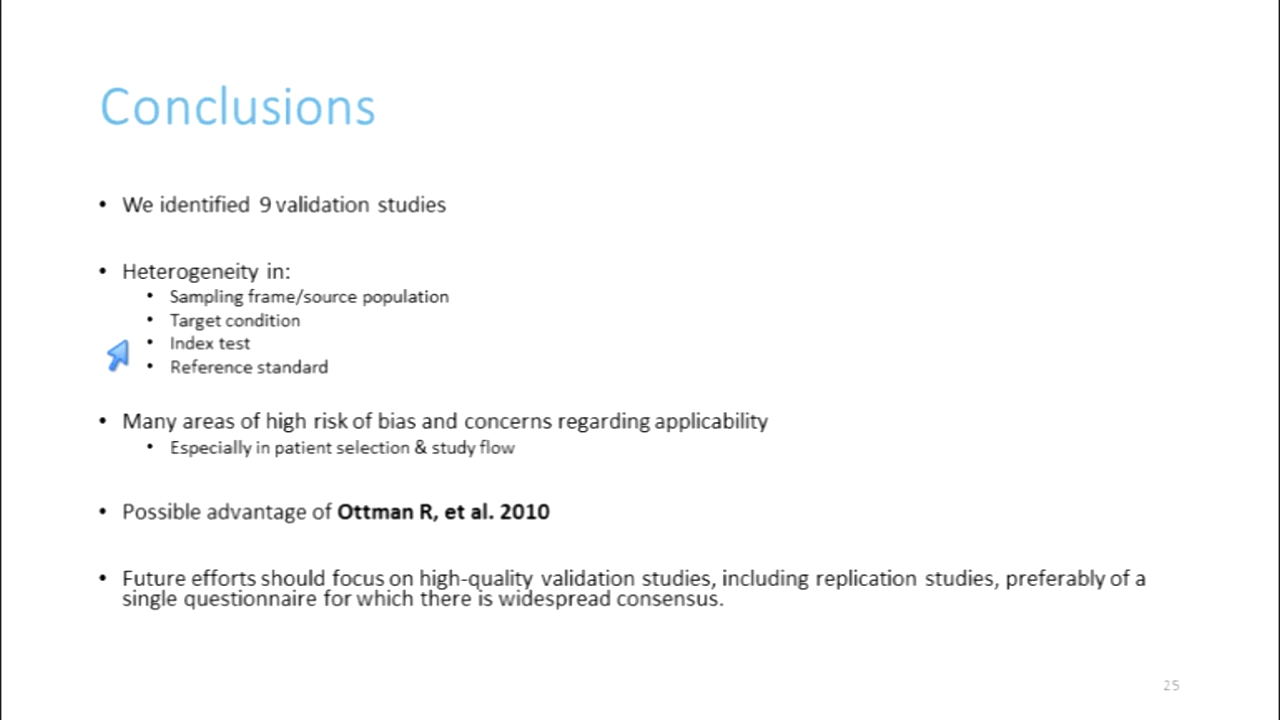 Conclusions
• We identified 9 validation studies
• Heterogeneity in:
• Sampling frame/source population
• Target condition
• Index test
• Reference standard
• Many areas of high risk of bias and concerns regarding applicability
• Especially in patient selection & study flow
• Possible advantage of Ottman R, et al. 2010
• Future efforts should focus on high-quality validation studies, including replication studies, preferably of a
single questionnaire for which there is widespread consensus.
25